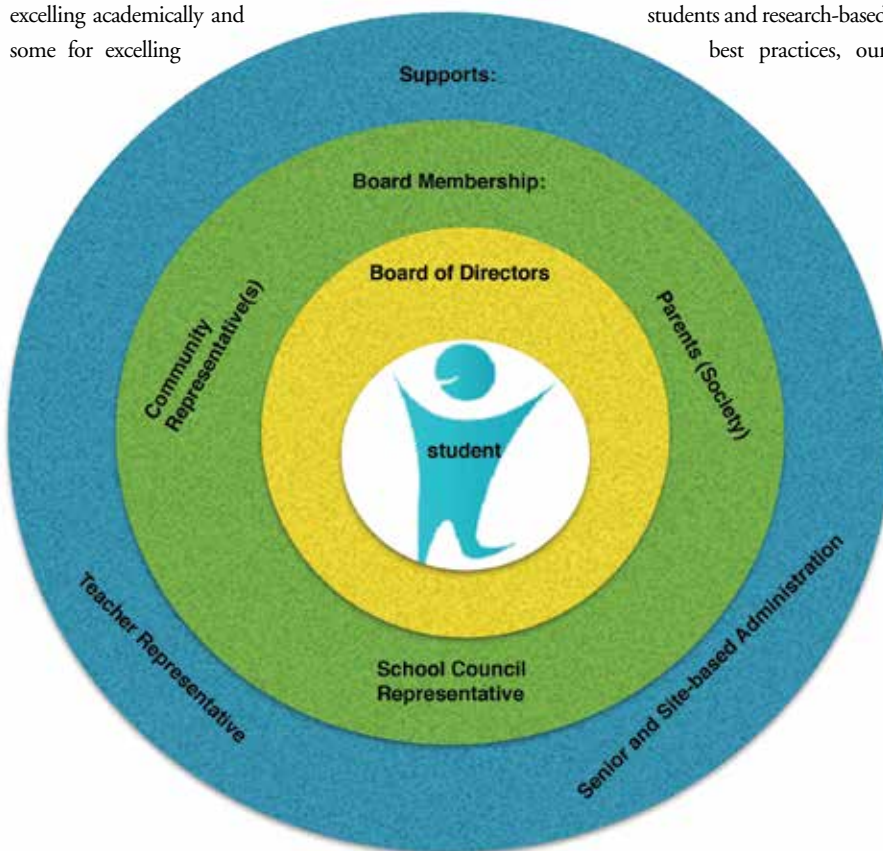 excelling academically and
some for excelling
students and research-based
best practices, our
Supports:
Board Membership:
Board of Directors
Community
Representative(s)
Parents (Society)
student
School Council
Representative
Teacher Representative
Senior and Site-based Administration